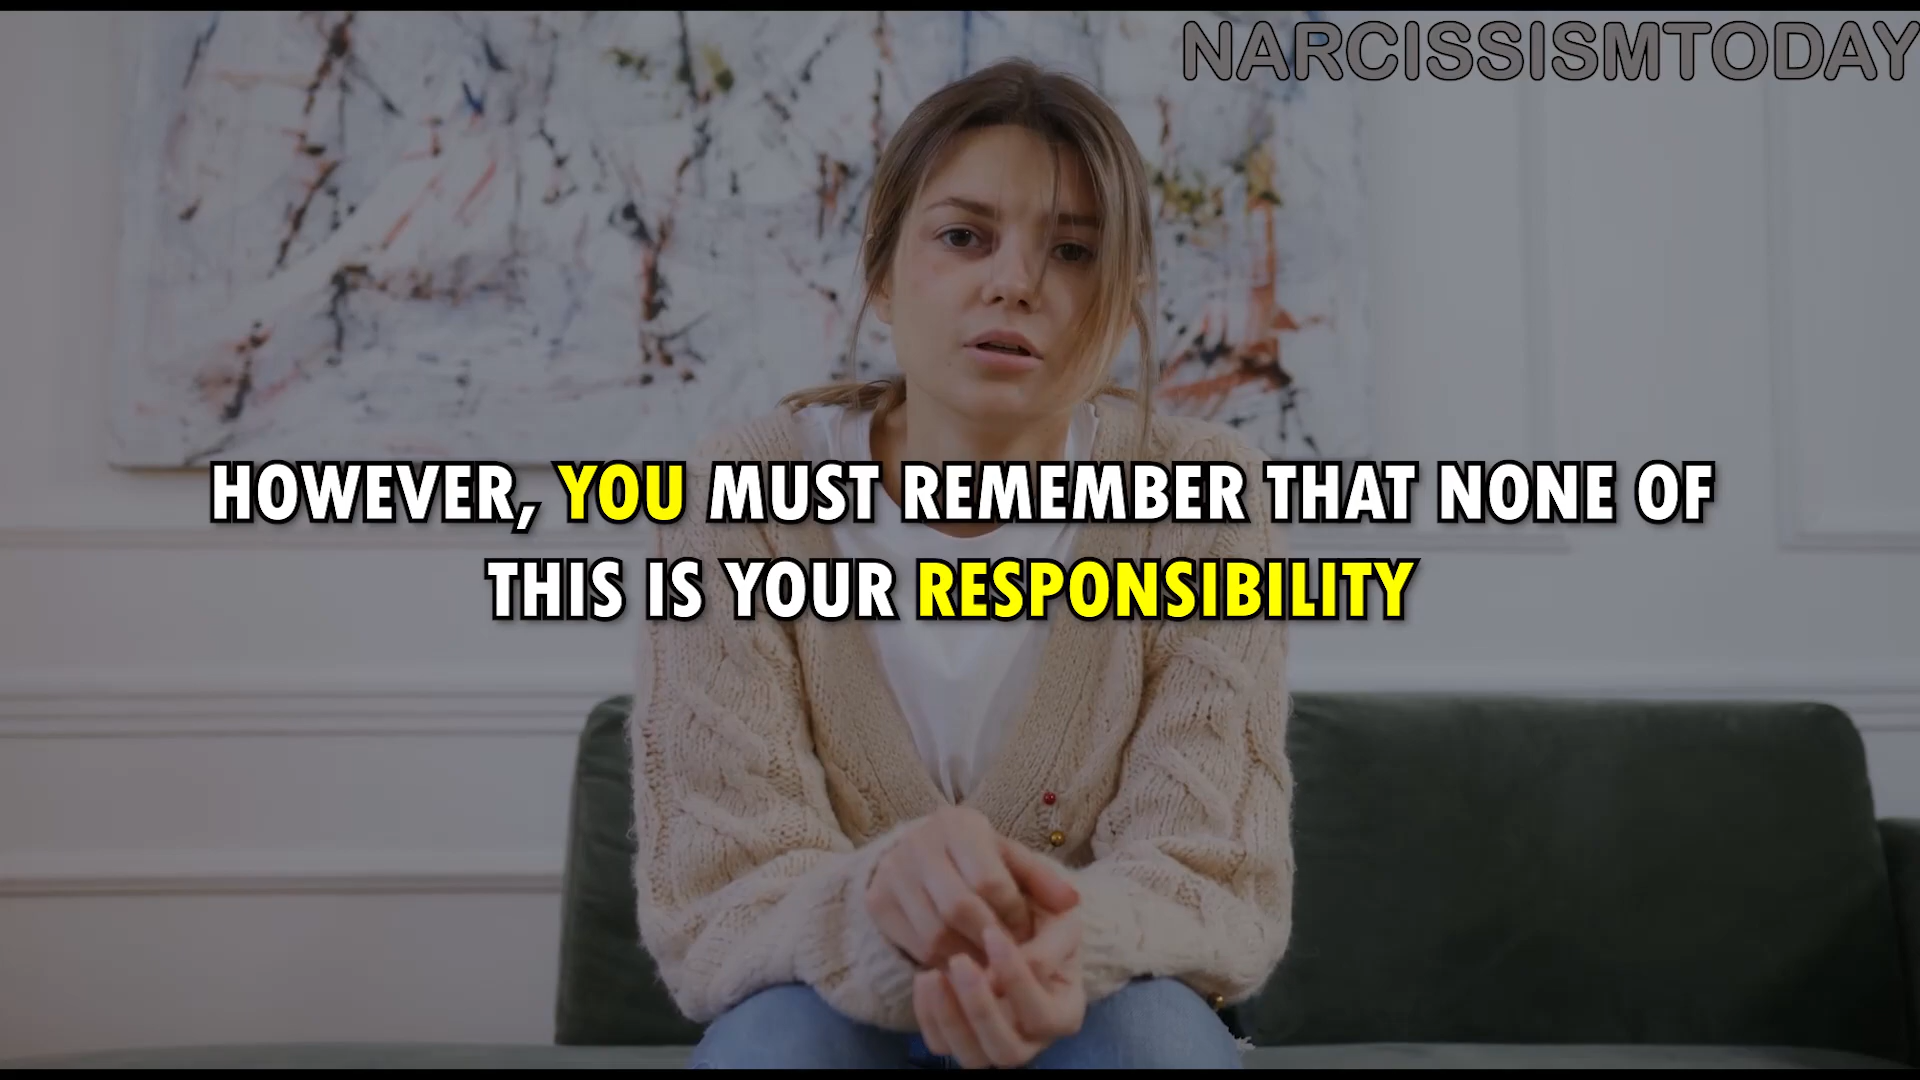 NARCISSISMTODAY
HOWEVER, YOU MUST REMEMBER THAT NONE OF
THIS IS YOUR RESPONSIBILITY